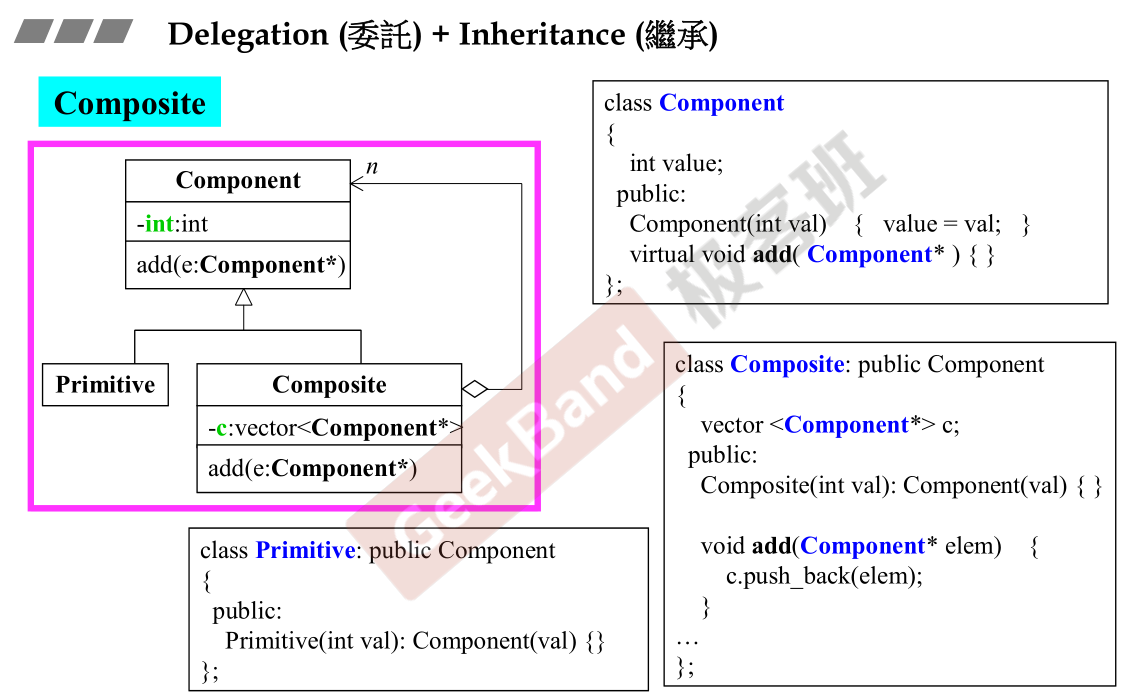 Delegation (委託) + Inheritance (繼承)
Composite
Component
-int:int
add(e:Component*)
n
Primitive
Composite
-c:vector<Component*>
add(e:Component*)
class Component
{
int value;
public:
Component(int val) { value = val; }
virtual void add( Component* ) { }
};
class Composite: public Component
{
vector <Component*> c;
public:
Composite(int val): Component(val) { }
void add(Component* elem) {
c.push_back(elem);
}
…
};
class Primitive: public Component
{
public:
Primitive(int val): Component(val) {}
};
GeekBand 极客班